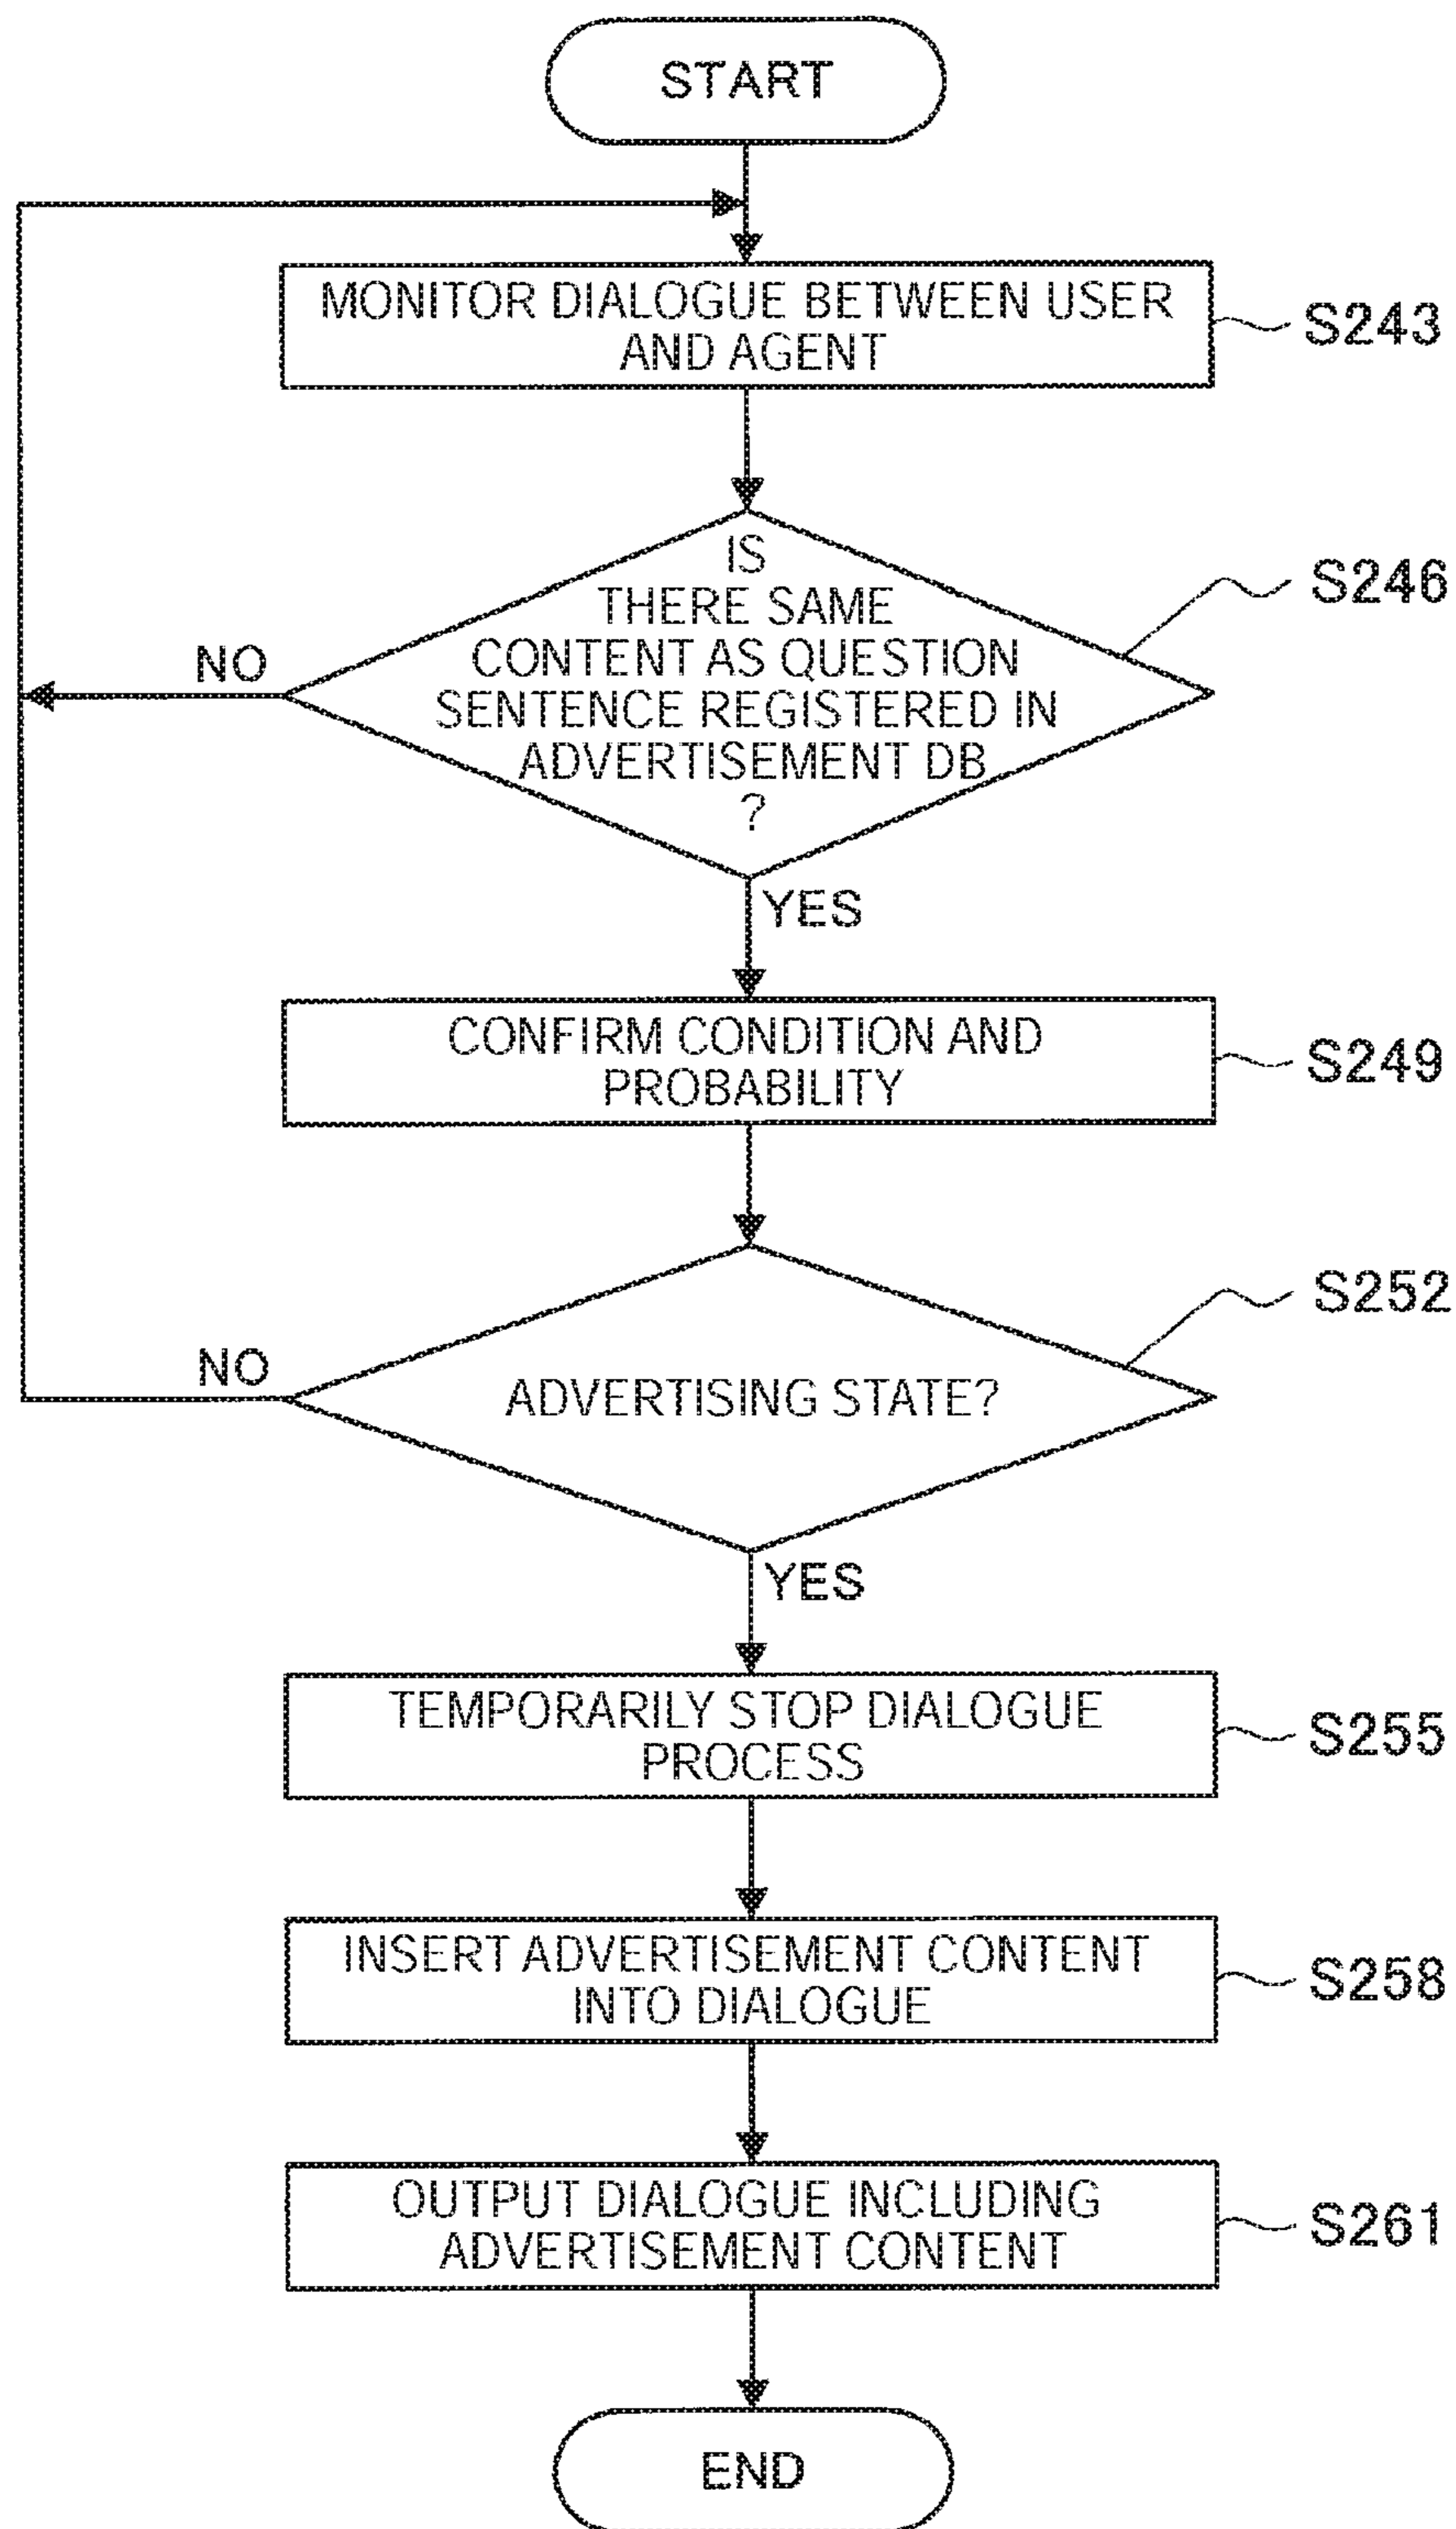 START
MONITOR DIALOGUE BETWEEN USER
AND AGENT
S243
IS
THERE SAME
CONTENT AS QUESTION
SENTENCE REGISTERED IN
ADVERTISEMENT DB
?
S246
NO
YES
CONFIRM CONDITION AND
PROBABILITY
S249
ADVERTISING STATE?
S252
NO
YES
TEMPORARILY STOP DIALOGUE
PROCESS
S255
INSERT ADVERTISEMENT CONTENT
INTO DIALOGUE
S258
OUTPUT DIALOGUE INCLUDING
ADVERTISEMENT CONTENT
S261
END